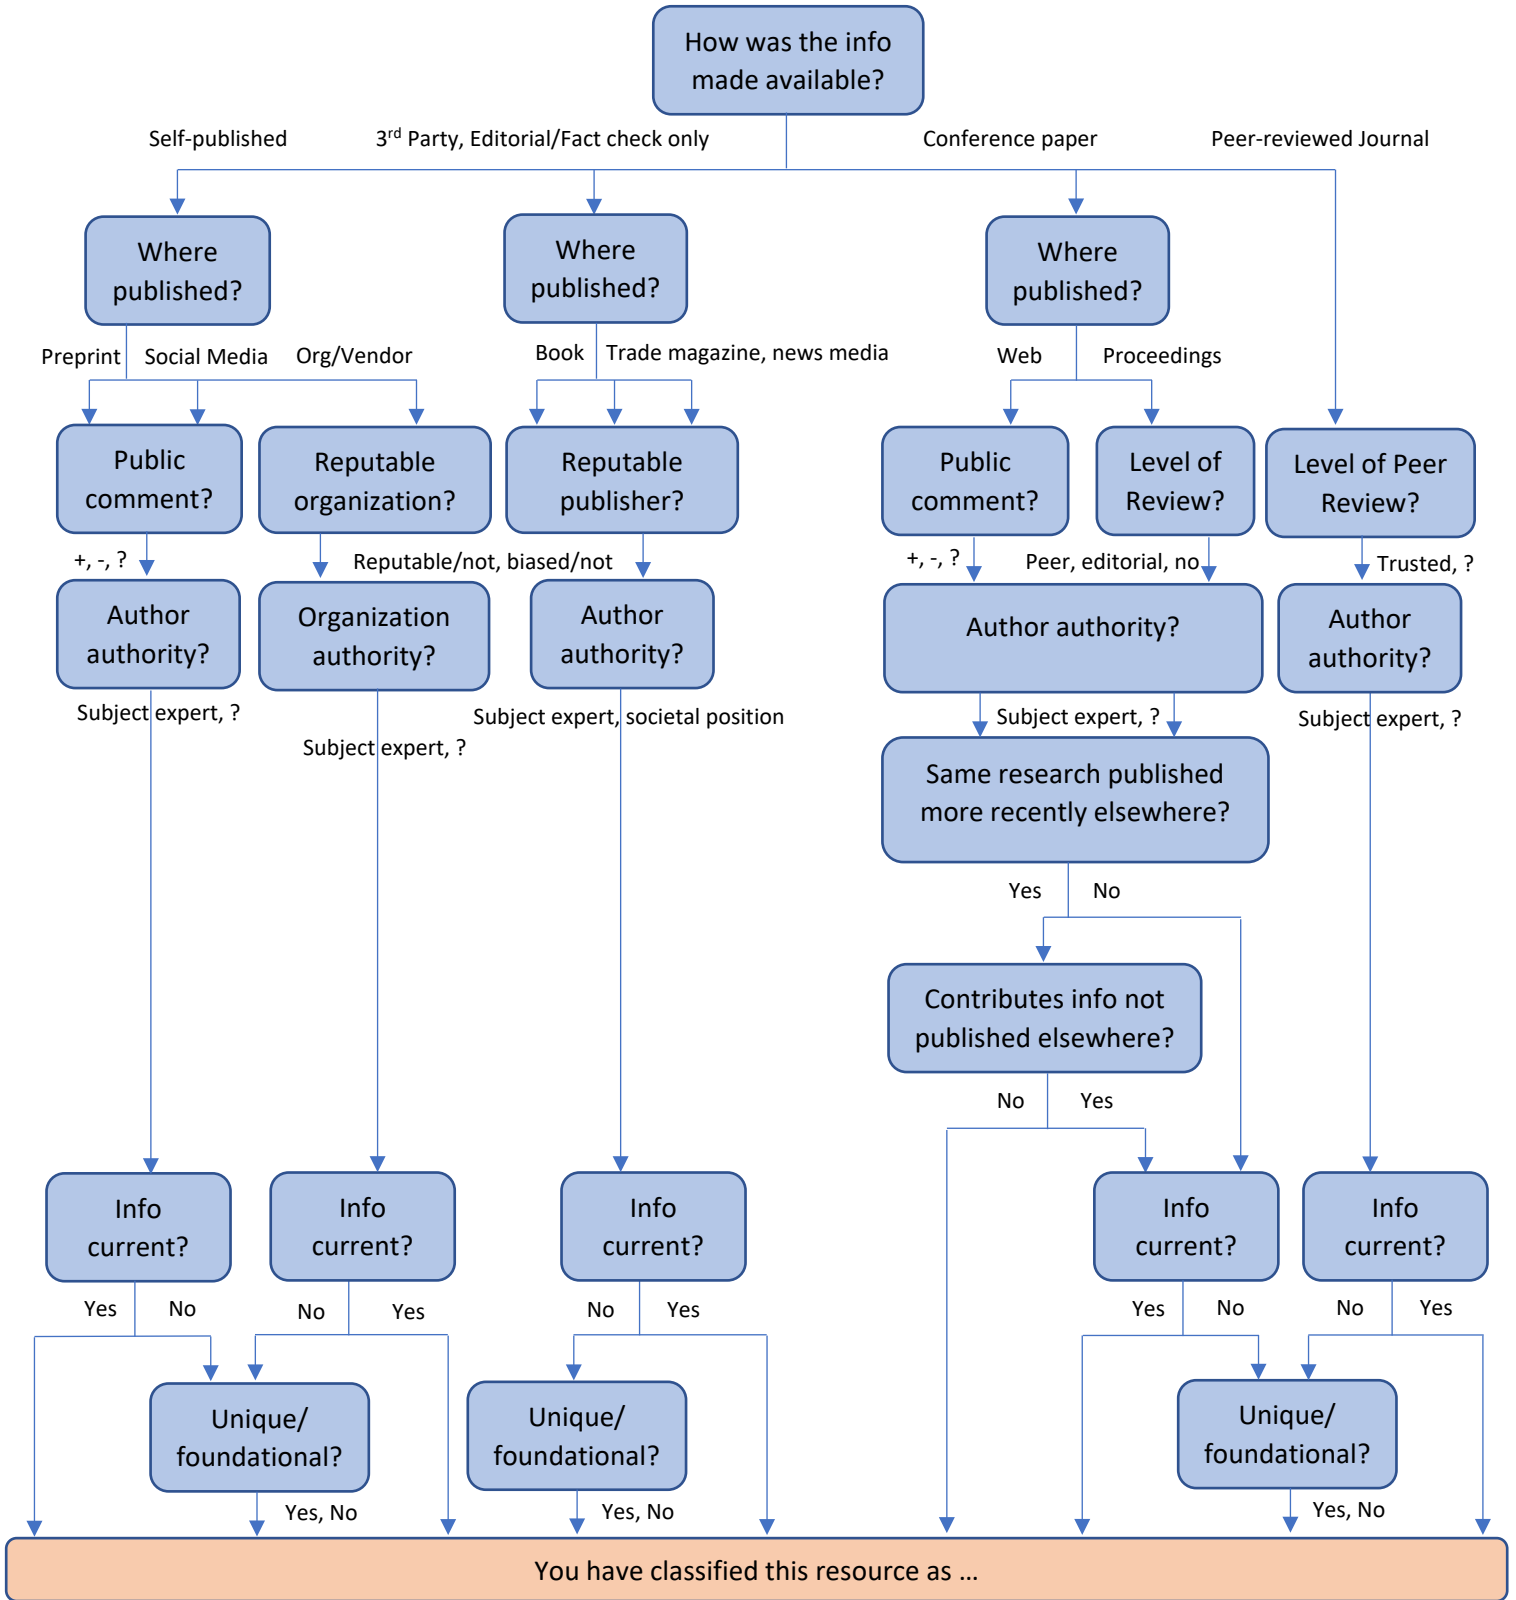 How was the info
made available?
Self-published
3rd Party, Editorial/Fact check only
Conference paper
Peer-reviewed Journal
Where
published?
Where
published?
Where
published?
Preprint
Social Media
Org/Vendor
Book
Trade magazine, news media
Web
Proceedings
Public
comment?
Reputable
organization?
Reputable
publisher?
Public
comment?
Level of
Review?
Level of Peer
Review?
+, -, ?
Reputable/not, biased/not
+, -, ?
Peer, editorial, no
Trusted, ?
Author
authority?
Organization
authority?
Author
authority?
Author authority?
Author
authority?
Subject expert, ?
Subject expert, ?
Subject expert, societal position
Subject expert, ?
Subject expert, ?
Same research published
more recently elsewhere?
Yes
No
Contributes info not
published elsewhere?
No
Yes
Info
current?
Info
current?
Info
current?
Info
current?
Info
current?
Yes
No
No
Yes
No
Yes
Yes
No
No
Yes
Unique/
foundational?
Unique/
foundational?
Unique/
foundational?
Yes, No
Yes, No
Yes, No
You have classified this resource as …